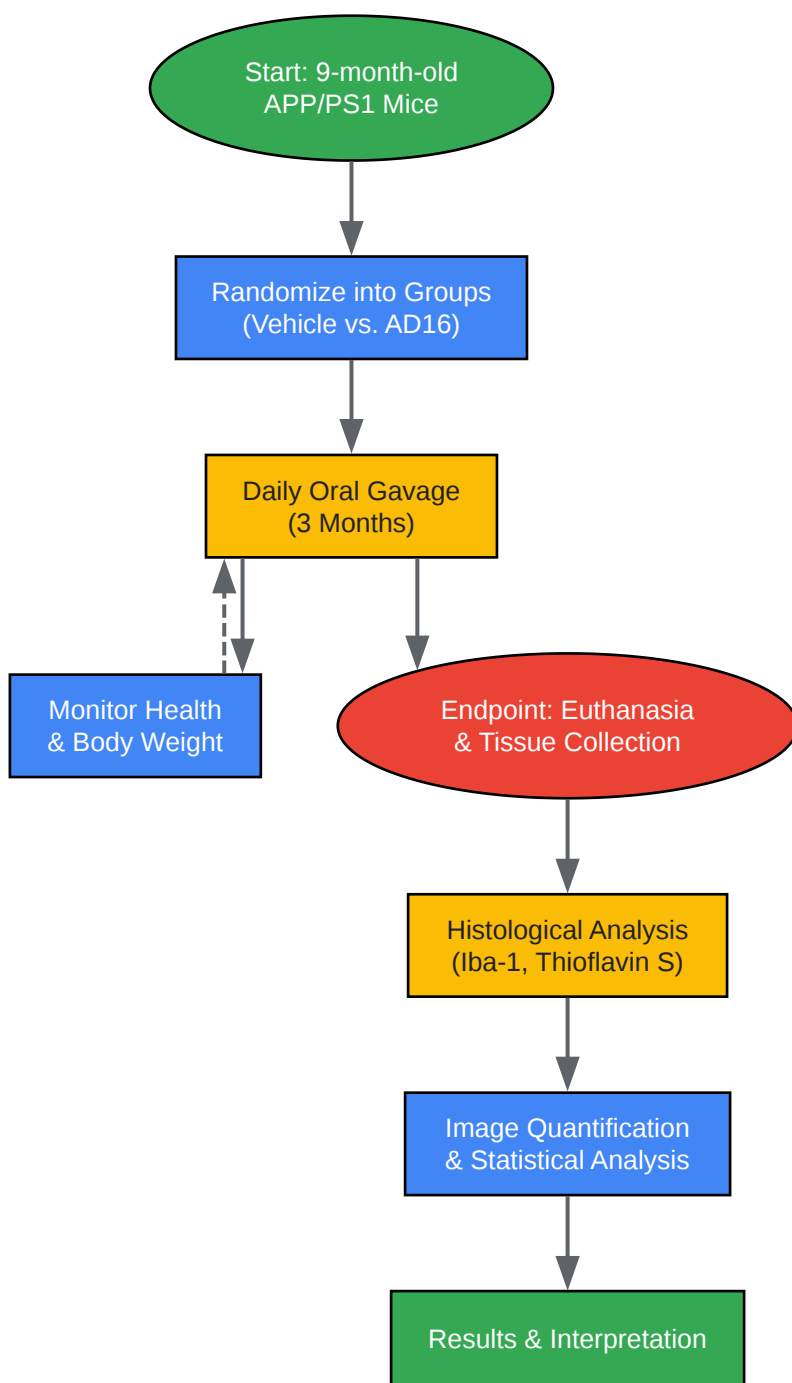 Start: 9-month-old
APP/PS1 Mice
Randomize into Groups
(Vehicle vs. AD16)
Daily Oral Gavage
(3 Months)
Monitor Health
& Body Weight
Endpoint: Euthanasia
& Tissue Collection
Histological Analysis
(Iba-1, Thioflavin S)
Image Quantification
& Statistical Analysis
Results & Interpretation